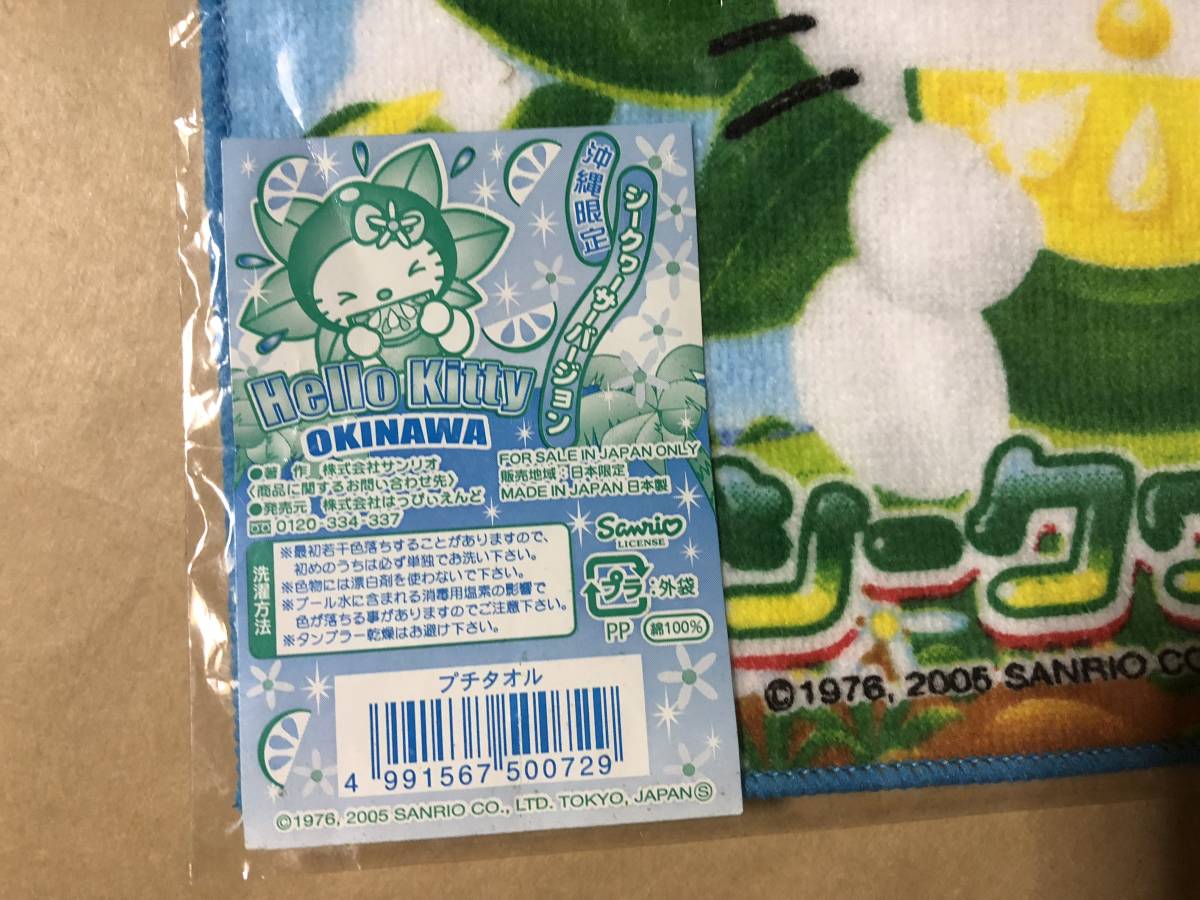 沖縄限定
シークヮーサーバージョン
Hello Kitty
OKINAWA
●著 作 株式会社サンリオ
〈商品に関するお問い合わせ先〉
●発売元 株式会社はっぴぃえんど
0120-334-337
FOR SALE IN JAPAN ONLY
販売地域:日本限定
MADE IN JAPAN 日本製
Sanrio
LICENSE
洗濯方法
※最初若干色落ちすることがありますので、
初めのうちは必ず単独でお洗い下さい。
※色物には漂白剤を使わないで下さい。
※プール水に含まれる消毒用塩素の影響で
色が落ちる事がありますのでご注意下さい。
※タンブラー乾燥はお避け下さい。
プラ:外袋
PP 綿100%
プチタオル
4 991567 500729
©1976, 2005 SANRIO CO., LTD. TOKYO, JAPAN Ⓢ
シーク
©1976, 2005 SANRIO CO